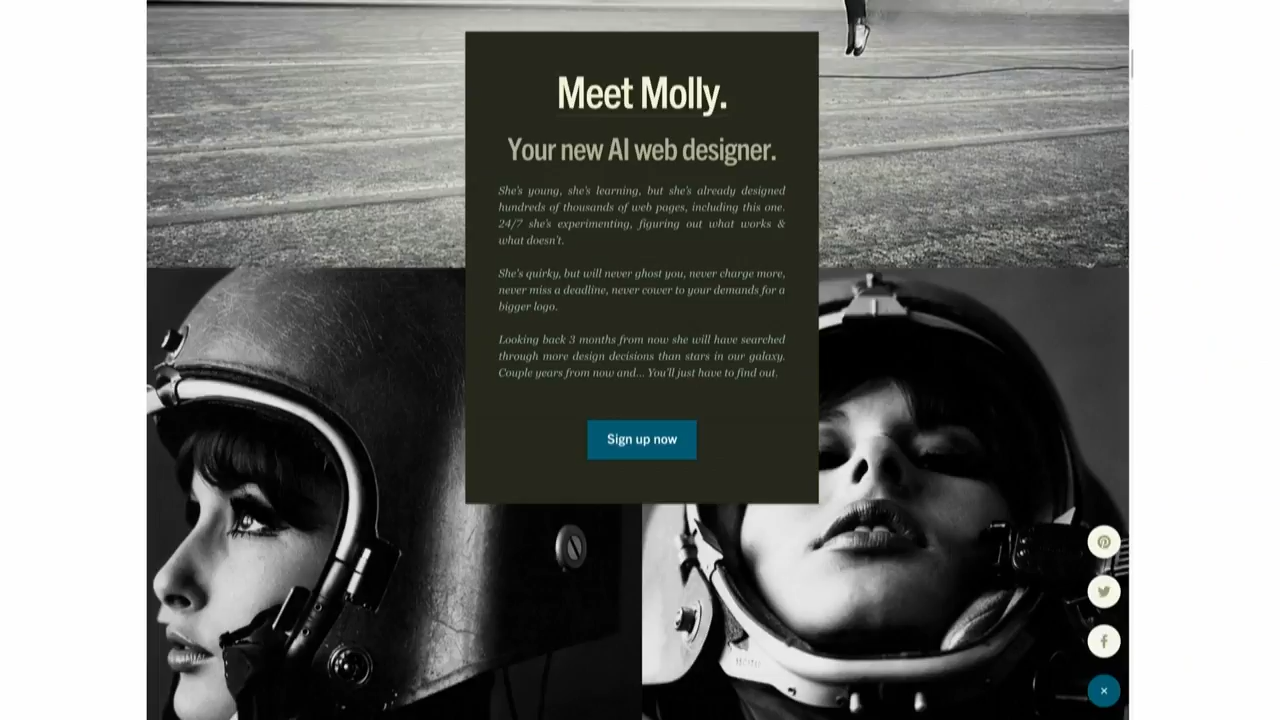 Meet Molly.
Your new AI web designer.
She's young, she's learning, but she's already designed
hundreds of thousands of web pages, including this one.
24/7 she's experimenting, figuring out what works &
what doesn't.
She's quirky, but will never ghost you, never charge more,
never miss a deadline, never cower to your demands for a
bigger logo.
Looking back 3 months from now she will have searched
through more design decisions than stars in our galaxy.
Couple years from now and... You'll just have to find out.
Sign up now